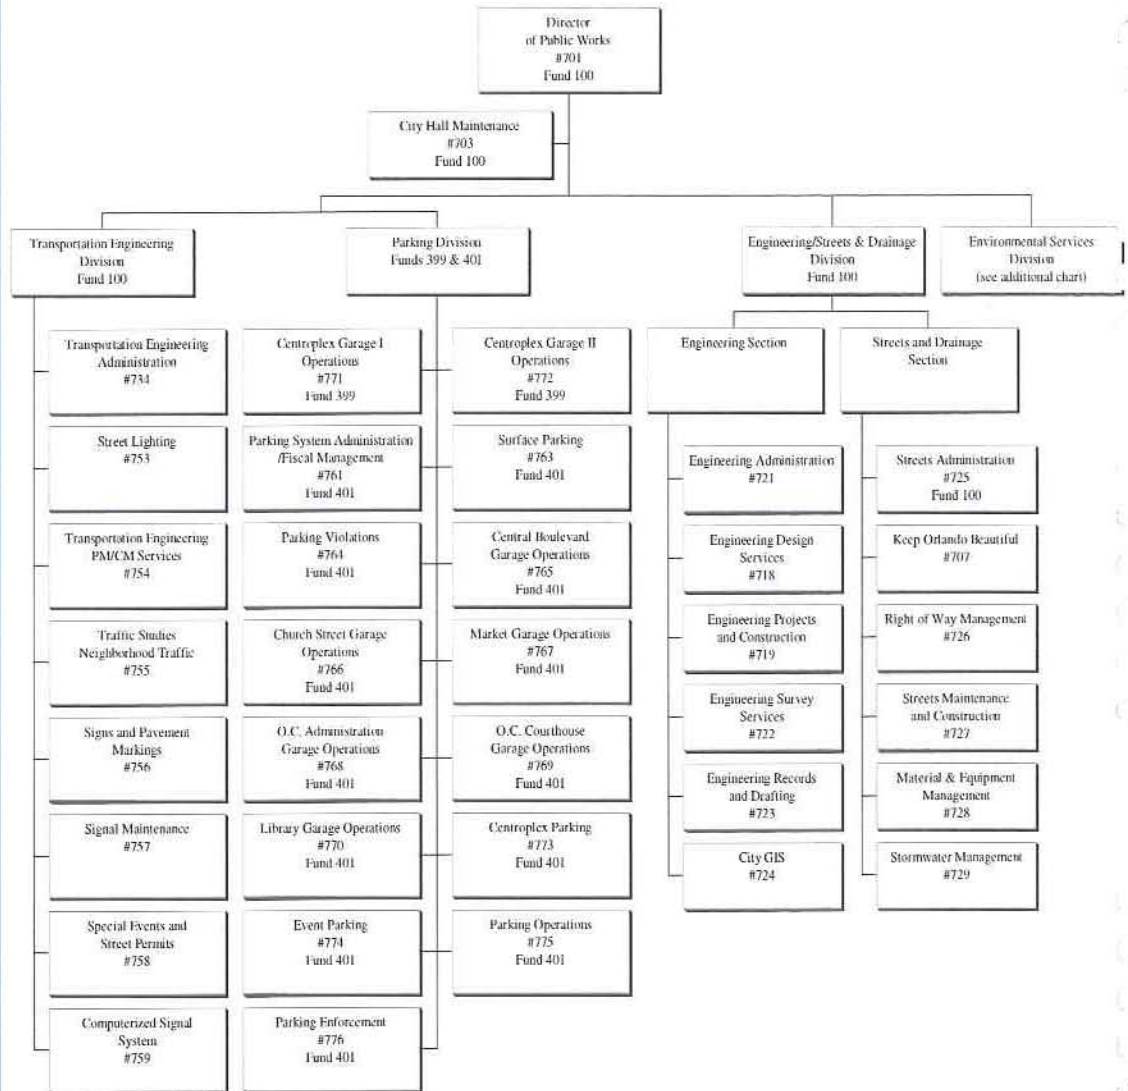 Director
of Public Works
#701
Fund 100
City Hall Maintenance
#703
Fund 100
Transportation Engineering
Division
Fund 100
Parking Division
Funds 399 & 401
Engineering/Streets & Drainage
Division
Fund 100
Environmental Services
Division
(see additional chart)
Transportation Engineering
Administration
#734
Street Lighting
#753
Transportation Engineering
PM/CM Services
#754
Traffic Studies
Neighborhood Traffic
#755
Signs and Pavement
Markings
#756
Signal Maintenance
#757
Special Events and
Street Permits
#758
Computerized Signal
System
#759
Centroplex Garage I
Operations
#771
Fund 399
Parking System Administration
/Fiscal Management
#761
Fund 401
Parking Violations
#764
Fund 401
Church Street Garage
Operations
#766
Fund 401
O.C. Administration
Garage Operations
#768
Fund 401
Library Garage Operations
#770
Fund 401
Event Parking
#774
Fund 401
Parking Enforcement
#776
Fund 401
Centroplex Garage II
Operations
#772
Fund 399
Surface Parking
#763
Fund 401
Central Boulevard
Garage Operations
#765
Fund 401
Market Garage Operations
#767
Fund 401
O.C. Courthouse
Garage Operations
#769
Fund 401
Centroplex Parking
#773
Fund 401
Parking Operations
#775
Fund 401
Engineering Section
Engineering Administration
#721
Engineering Design
Services
#718
Engineering Projects
and Construction
#719
Engineering Survey
Services
#722
Engineering Records
and Drafting
#723
City GIS
#724
Streets and Drainage
Section
Streets Administration
#725
Fund 100
Keep Orlando Beautiful
#707
Right of Way Management
#726
Streets Maintenance
and Construction
#727
Material & Equipment
Management
#728
Stormwater Management
#729